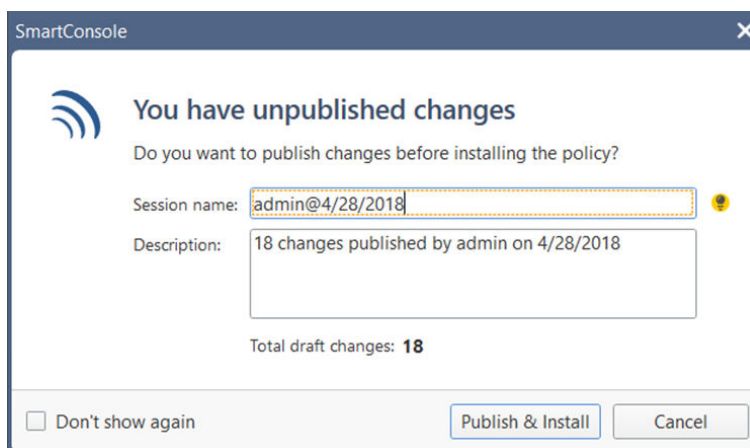 SmartConsole
You have unpublished changes
Do you want to publish changes before installing the policy?
Session name: admin@4/28/2018
Description: 18 changes published by admin on 4/28/2018
Total draft changes: 18
Don't show again Publish & Install Cancel